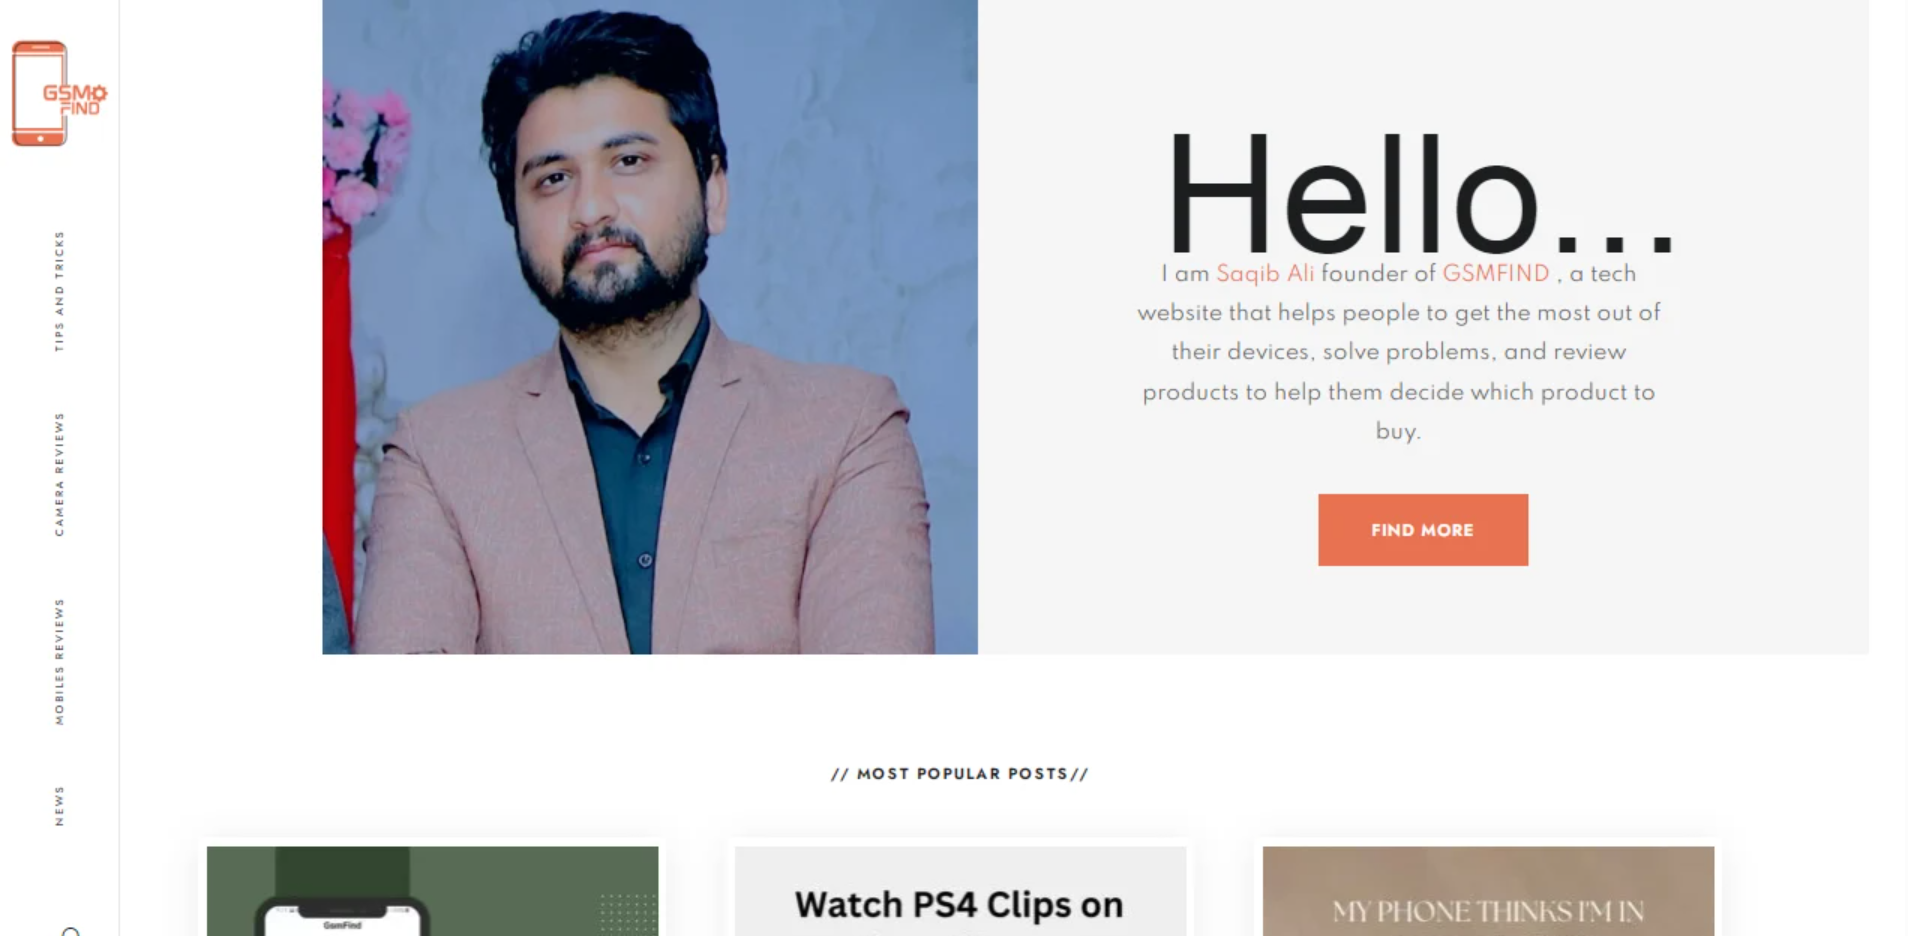 GSM
FIND
TIPS AND TRICKS
CAMERA REVIEWS
MOBILES REVIEWS
NEWS
Hello...
I am Saqib Ali founder of GSMFIND , a tech
website that helps people to get the most out of
their devices, solve problems, and review
products to help them decide which product to
buy.
FIND MORE
// MOST POPULAR POSTS//
GsmFind
Watch PS4 Clips on
MY PHONE THINKS I'M IN